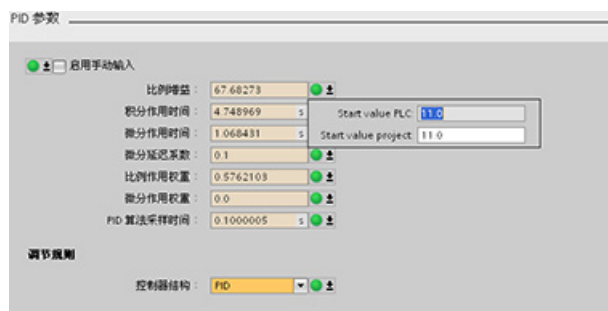 PID 参数
启用手动输入
比例增益： 67.68273
积分作用时间： 4.748969 s
Start value PLC: 11.0
微分作用时间： 1.068431 s
Start value project: 11.0
微分延迟系数： 0.1
比例作用权重： 0.5762103
微分作用权重： 0.0
PID 算法采样时间： 0.1000005 s
调节规则
控制器结构： PID